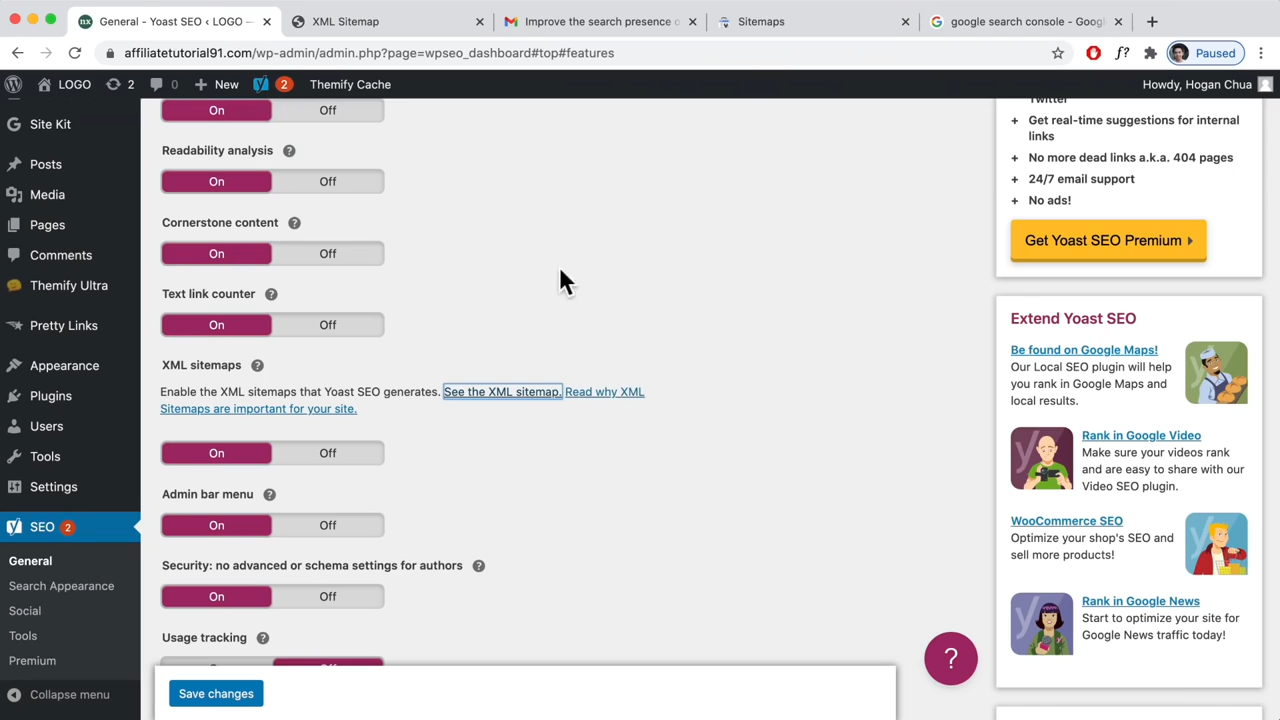 General - Yoast SEO ‹ LOGO —
XML Sitemap
Improve the search presence o
Sitemaps
google search console - Googl
affiliatetutorial91.com/wp-admin/admin.php?page=wpseo_dashboard#top#features
f?
Paused
LOGO
2
0
New
2
Themify Cache
Howdy, Hogan Chua
Site Kit
Posts
Media
Pages
Comments
Themify Ultra
Pretty Links
Appearance
Plugins
Users
Tools
Settings
SEO 2
General
Search Appearance
Social
Tools
Premium
Collapse menu
On Off
Readability analysis ?
On Off
Cornerstone content ?
On Off
Text link counter ?
On Off
XML sitemaps ?
Enable the XML sitemaps that Yoast SEO generates. See the XML sitemap. Read why XML
Sitemaps are important for your site.
On Off
Admin bar menu ?
On Off
Security: no advanced or schema settings for authors ?
On Off
Usage tracking ?
Save changes
Twitter
+ Get real-time suggestions for internal
links
+ No more dead links a.k.a. 404 pages
+ 24/7 email support
+ No ads!
Get Yoast SEO Premium
Extend Yoast SEO
Be found on Google Maps!
Our Local SEO plugin will help
you rank in Google Maps and
local results.
Rank in Google Video
Make sure your videos rank
and are easy to share with our
Video SEO plugin.
WooCommerce SEO
Optimize your shop's SEO and
sell more products!
Rank in Google News
Start to optimize your site for
Google News traffic today!
?